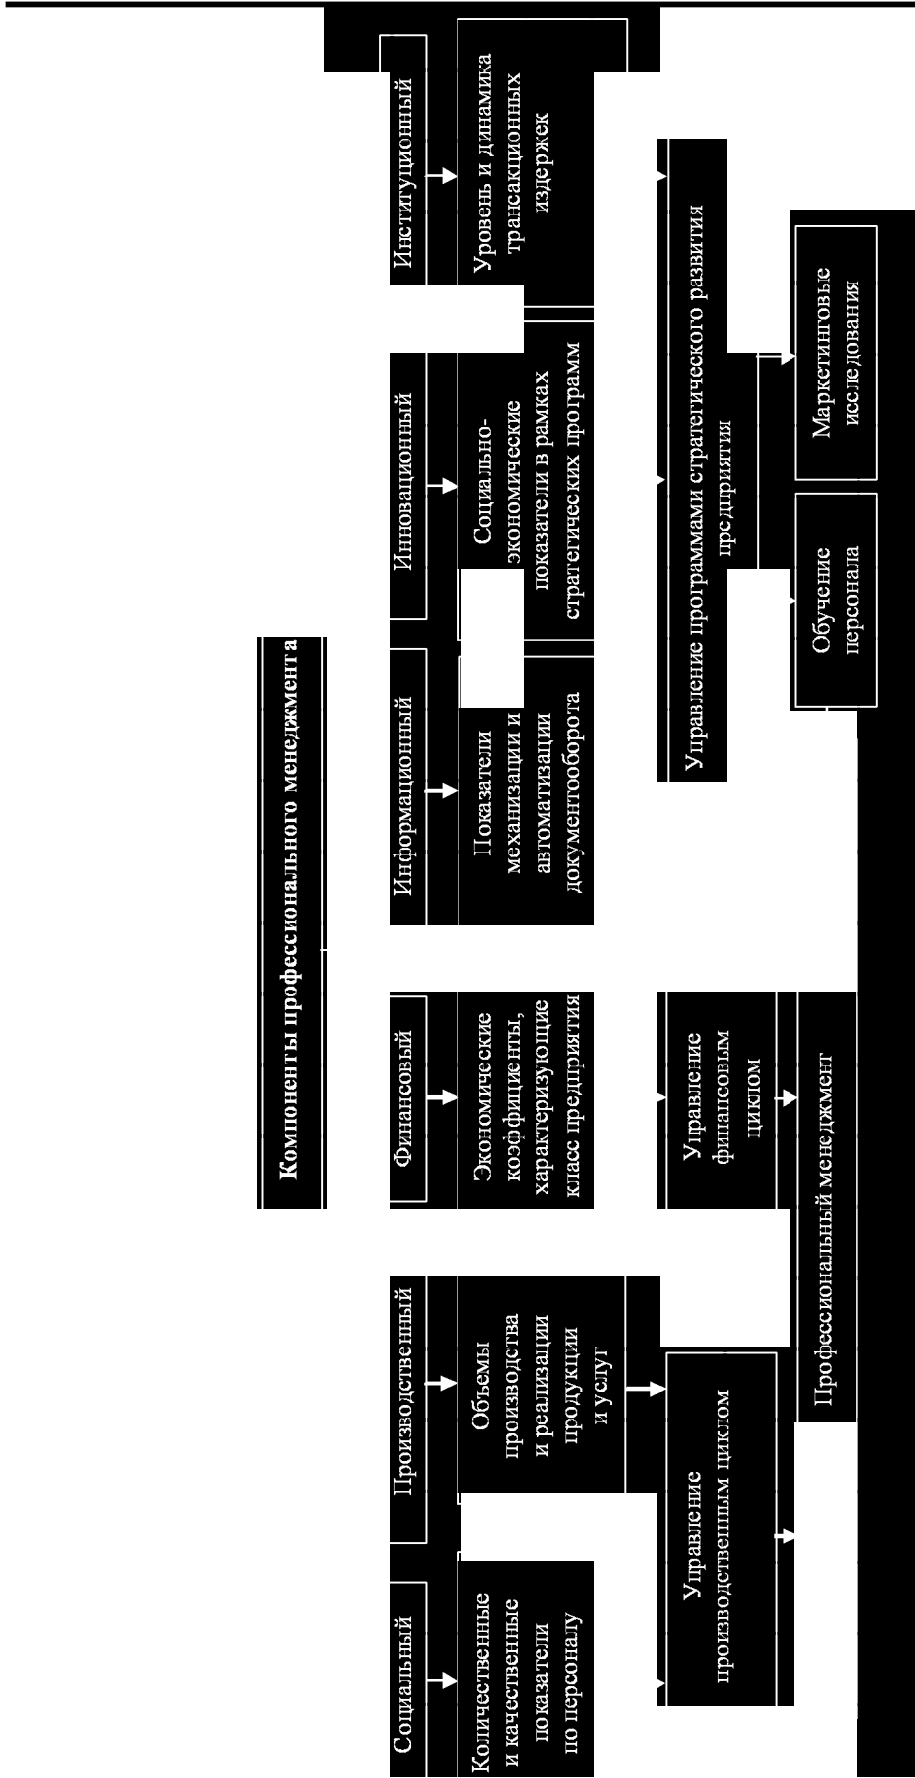 Компоненты профессионального менеджмента
Социальный
Производственный
Финансовый
Информационный
Инновационный
Институционный
Количественные
и качественные
показатели
по персоналу
Объемы
производства
и реализации
продукции
и услуг
Экономические
коэффициенты,
характеризующие
класс предприятия
Показатели
механизации и
автоматизации
документооборота
Социально-
экономические
показатели в рамках
стратегических программ
Уровень и динамика
трансакционных
издержек
Управление
производственным циклом
Управление
финансовым
циклом
Управление программами стратегического развития
предприятия
Профессиональный менеджмент
Обучение
персонала
Маркетинговые
исследования